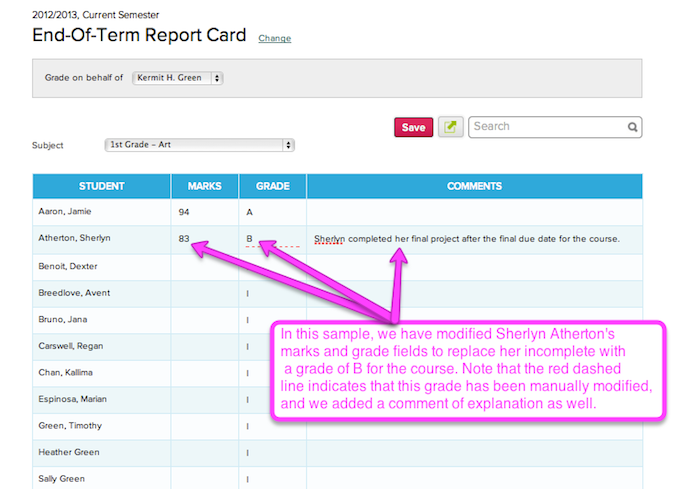 2012/2013, Current Semester
End-Of-Term Report Card Change
Grade on behalf of Kermit H. Green
Save Search
Subject 1st Grade – Art
STUDENT MARKS GRADE COMMENTS
Aaron, Jamie 94 A
Atherton, Sherlyn 83 B Sherlyn completed her final project after the final due date for the course.
Benoit, Dexter
Breedlove, Avent I
Bruno, Jana I
Carswell, Regan I
Chan, Kallima I
Espinosa, Marian I
Green, Timothy I
Heather Green I
Sally Green I
In this sample, we have modified Sherlyn Atherton's
marks and grade fields to replace her incomplete with
a grade of B for the course. Note that the red dashed
line indicates that this grade has been manually modified,
and we added a comment of explanation as well.